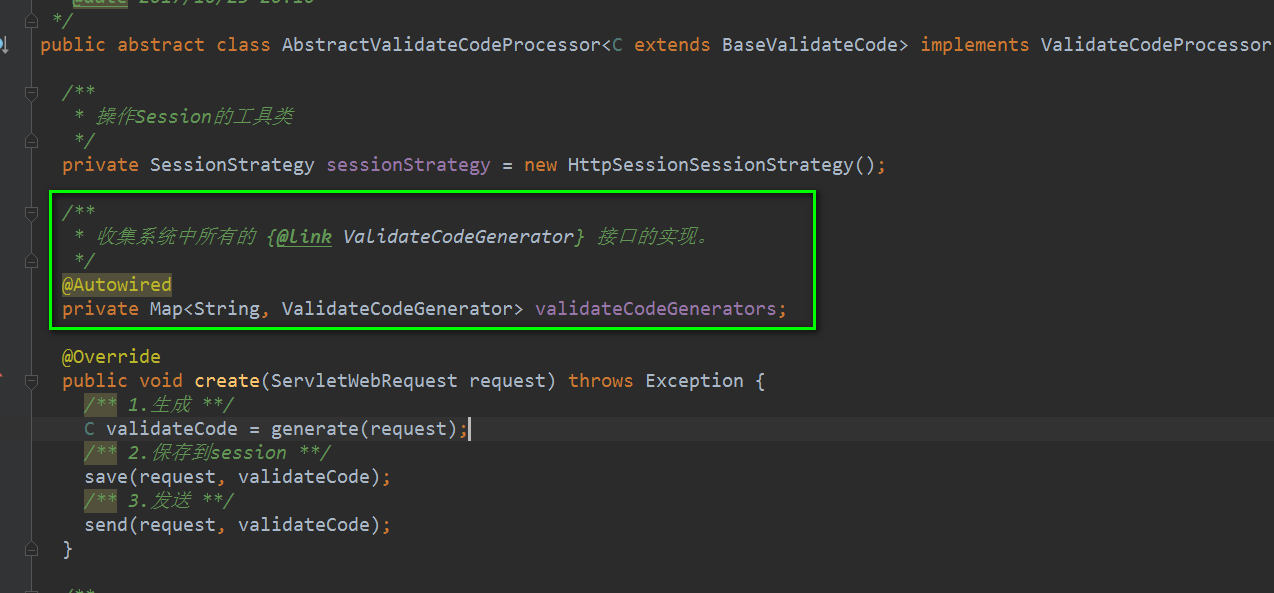 @date 2017/10/25 20:10
*/
public abstract class AbstractValidateCodeProcessor<C extends BaseValidateCode> implements ValidateCodeProcessor
/**
* 操作Session的工具类
*/
private SessionStrategy sessionStrategy = new HttpSessionSessionStrategy();
/**
* 收集系统中所有的 {@link ValidateCodeGenerator} 接口的实现。
*/
@Autowired
private Map<String, ValidateCodeGenerator> validateCodeGenerators;
@Override
public void create(ServletWebRequest request) throws Exception {
/** 1.生成 **/
C validateCode = generate(request);
/** 2.保存到session **/
save(request, validateCode);
/** 3.发送 **/
send(request, validateCode);
}
/**